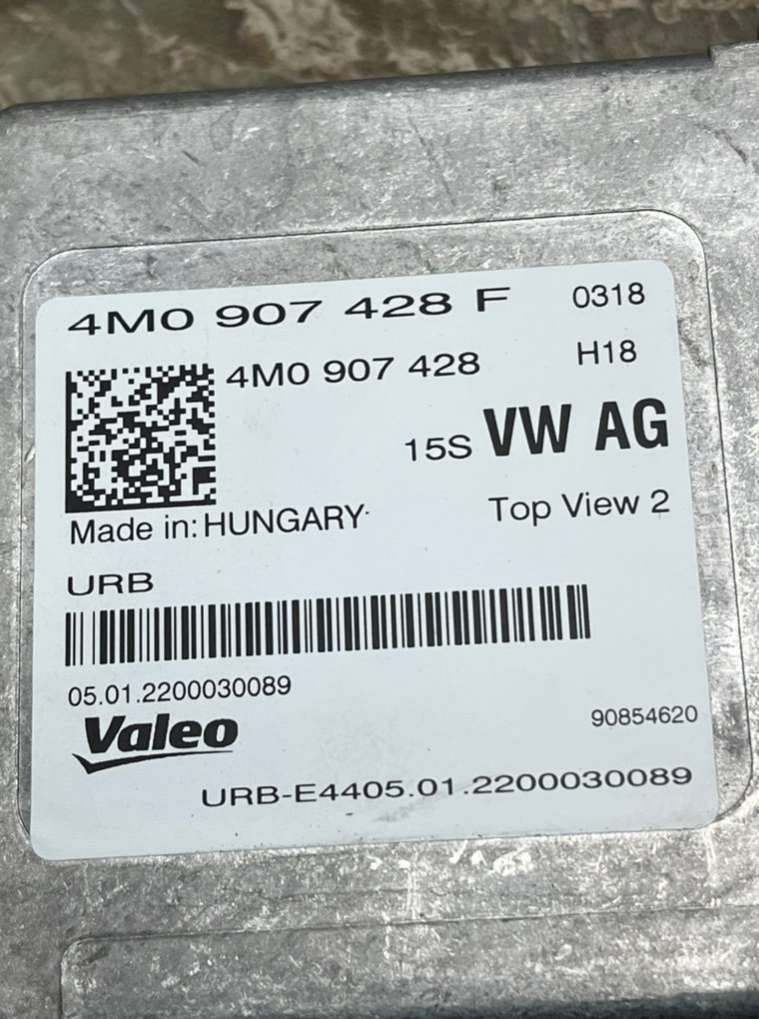 4M0 907 428 F 0318
4M0 907 428 H18
15S VW AG
Made in: HUNGARY Top View 2
URB
05.01.2200030089
Valeo 90854620
URB-E4405.01.2200030089